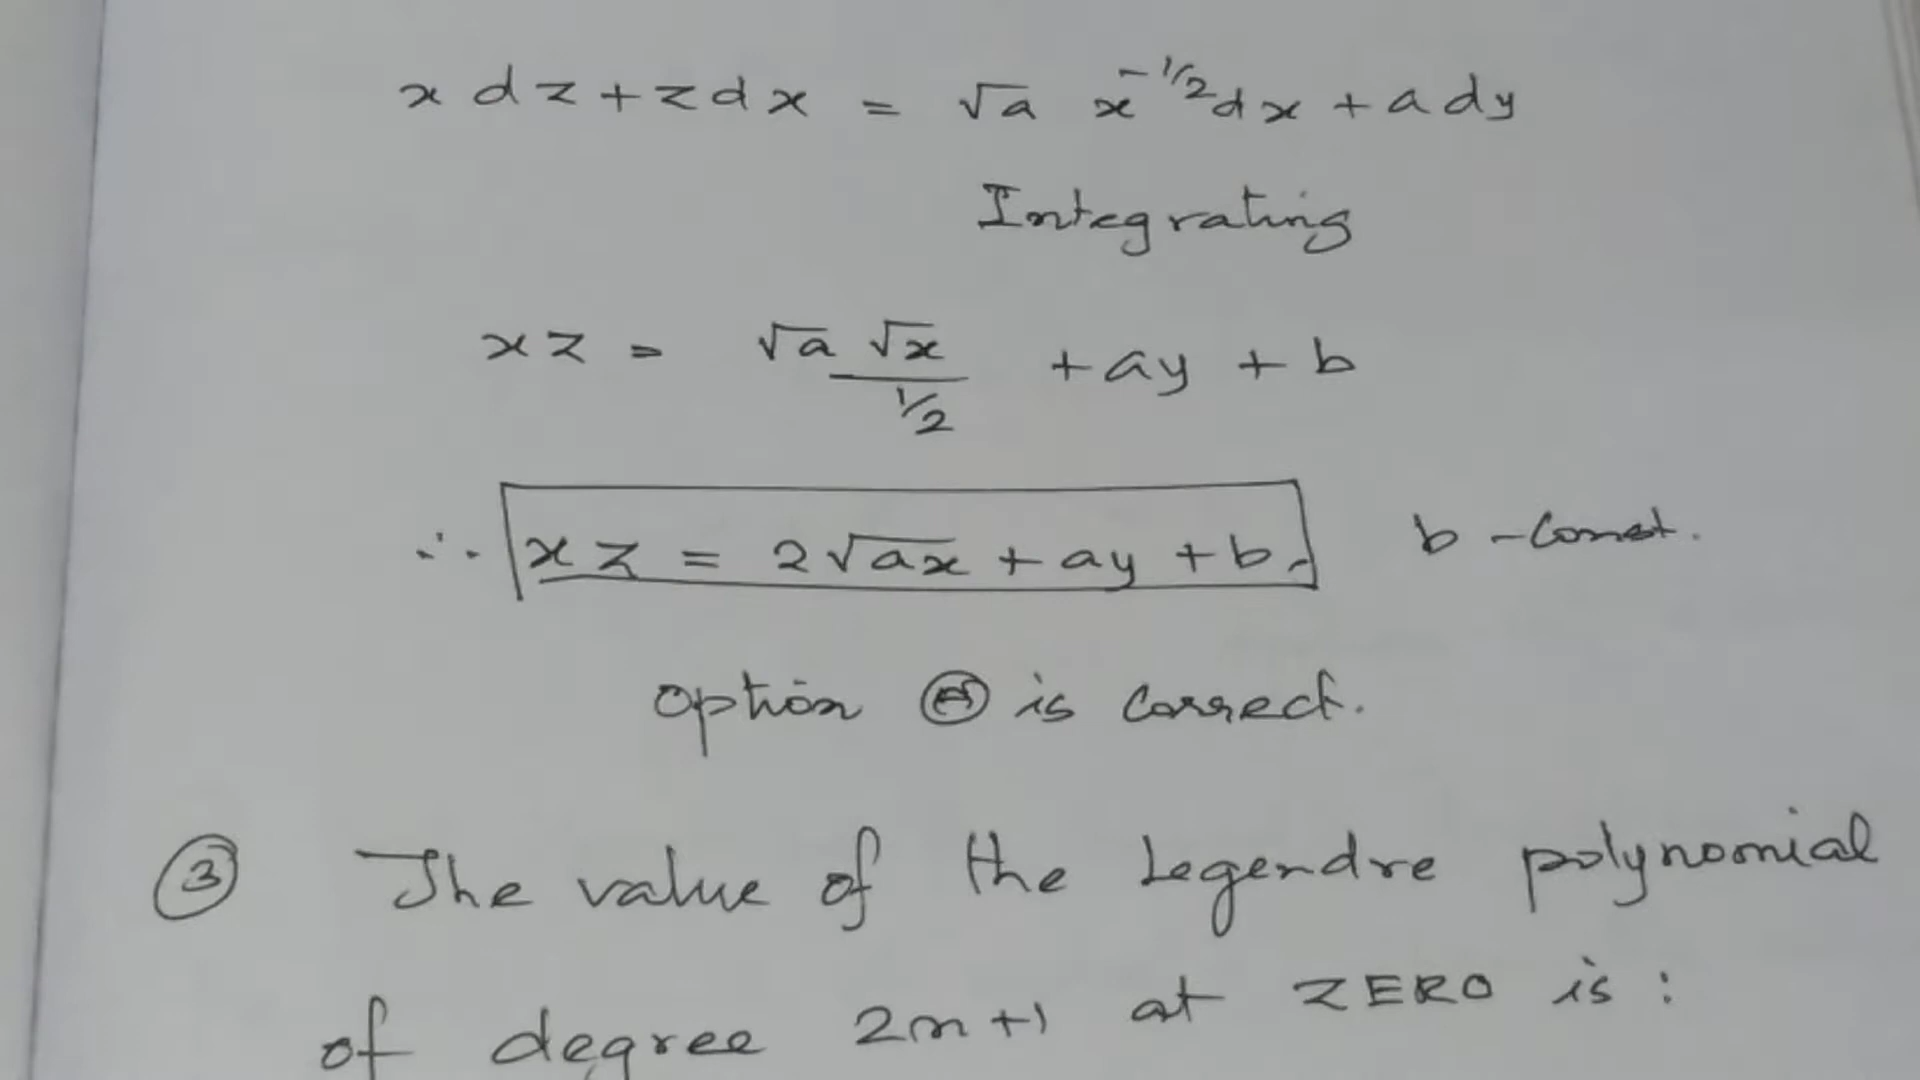 x dz + z dx = √a x^{-1/2} dx + a dy
Integrating
xz = √a √x / 1/2 + ay + b
∴ xz = 2√ax + ay + b. b - Const.
option Ⓐ is correct.
③ The value of the Legendre polynomial
of degree 2n+1 at ZERO is :